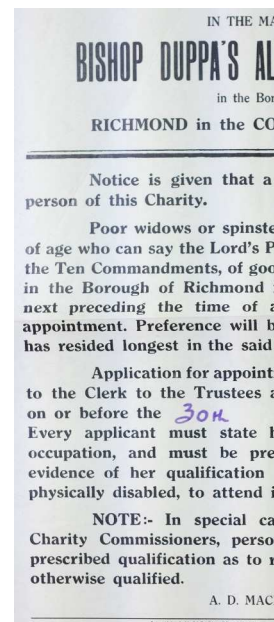 IN THE MA
BISHOP DUPPA'S AL
in the Bor
RICHMOND in the CO
Notice is given that a
person of this Charity.
Poor widows or spinste
of age who can say the Lord's P
the Ten Commandments, of goo
in the Borough of Richmond
next preceding the time of a
appointment. Preference will b
has resided longest in the said
Application for appoint
to the Clerk to the Trustees a
on or before the 30th
Every applicant must state h
occupation, and must be pre
evidence of her qualification
physically disabled, to attend i
NOTE:- In special ca
Charity Commissioners, perso
prescribed qualification as to r
otherwise qualified.
A. D. MAC